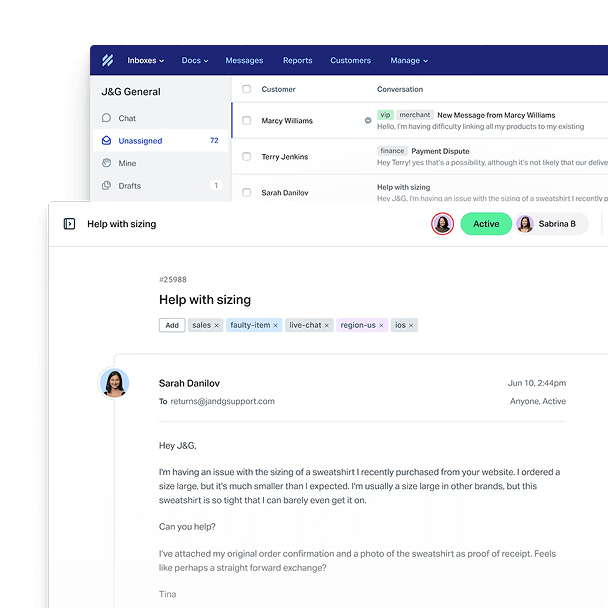 Inboxes Docs Messages Reports Customers Manage
J&G General
Customer Conversation
Chat
Unassigned 72
Mine
Drafts 1
Marcy Williams
vip merchant New Message from Marcy Williams
Hello, I'm having difficulty linking all my products to my existing
Terry Jenkins
finance Payment Dispute
Hey Terry! yes that's a possibility, although it's not likely that our
Sarah Danilov
Help with sizing
Hey J&G, I'm having an issue with the sizing of a sweatshirt I recently
Help with sizing Active Sabrina B
#25988
Help with sizing
Add sales × faulty-item × live-chat × region-us × ios ×
Sarah Danilov Jun 10, 2:44pm
To returns@jandgsupport.com Anyone, Active
Hey J&G,
I'm having an issue with the sizing of a sweatshirt I recently purchased from your website. I ordered a
size large, but it's much smaller than I expected. I'm usually a size large in other brands, but this
sweatshirt is so tight that I can barely even get it on.
Can you help?
I've attached my original order confirmation and a photo of the sweatshirt as proof of receipt. Feels
like perhaps a straight forward exchange?
Tina